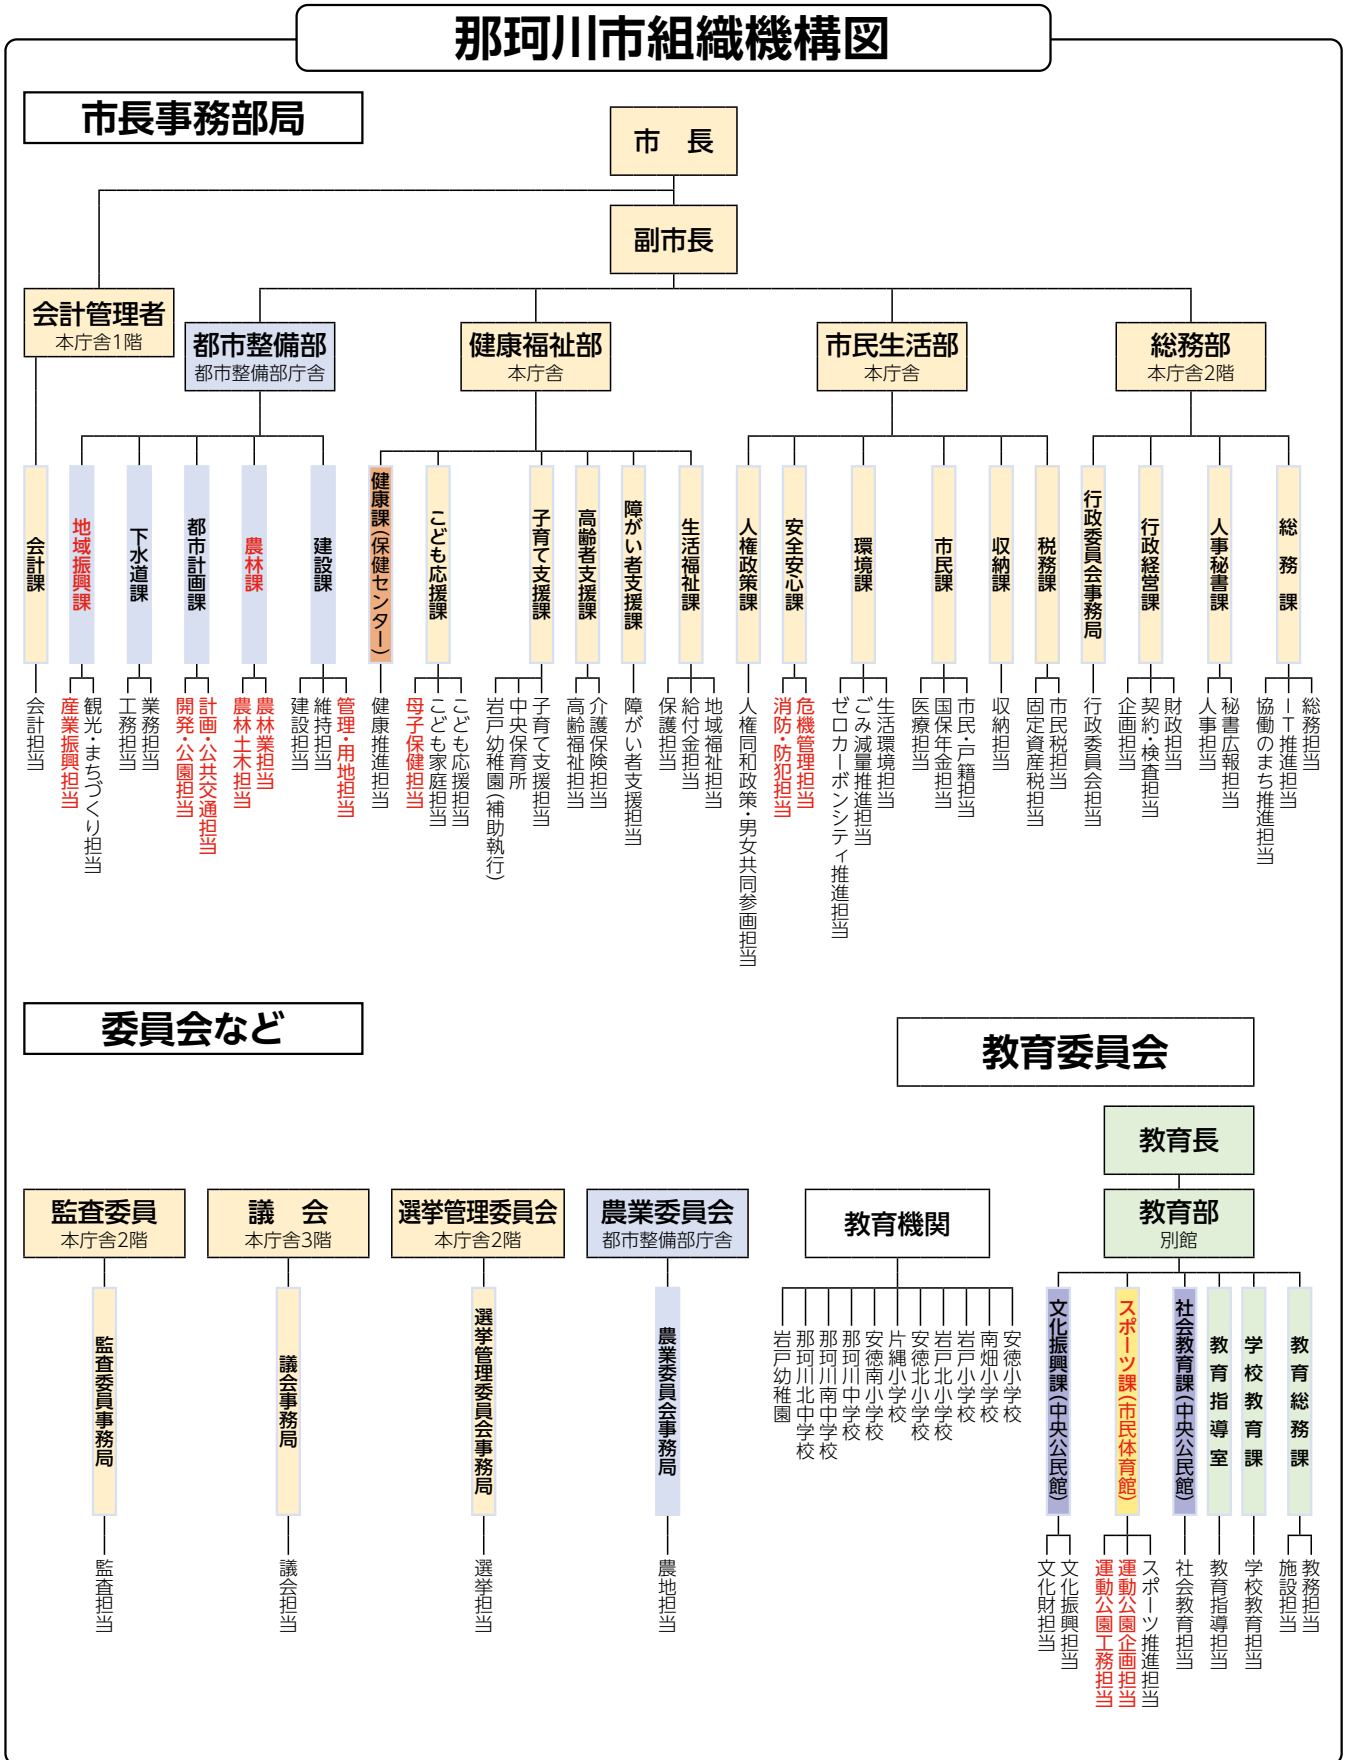 那珂川市組織機構図
市長事務部局
市　長
副市長
会計管理者
本庁舎1階
都市整備部
都市整備部庁舎
健康福祉部
本庁舎
市民生活部
本庁舎
総務部
本庁舎2階
会計課
地域振興課
下水道課
都市計画課
農林課
建設課
健康課(保健センター)
こども応援課
子育て支援課
高齢者支援課
障がい者支援課
生活福祉課
人権政策課
安全安心課
環境課
市民課
収納課
税務課
行政委員会事務局
行政経営課
人事秘書課
総務課
会計担当
産業振興担当
観光・まちづくり担当
工務担当
業務担当
開発・公園担当
計画・公共交通担当
農林土木担当
農林業担当
建設担当
維持担当
管理・用地担当
健康推進担当
母子保健担当
こども家庭担当
こども応援担当
岩戸幼稚園(補助執行)
中央保育所
子育て支援担当
高齢福祉担当
介護保険担当
障がい者支援担当
保護担当
給付金担当
地域福祉担当
人権同和政策・男女共同参画担当
消防・防犯担当
危機管理担当
ゼロカーボンシティ推進担当
ごみ減量推進担当
生活環境担当
医療担当
国保年金担当
市民・戸籍担当
収納担当
固定資産税担当
市民税担当
行政委員会担当
企画担当
契約・検査担当
財政担当
人事担当
秘書広報担当
協働のまち推進担当
IT推進担当
総務担当
委員会など
教育委員会
教育長
監査委員
本庁舎2階
議　会
本庁舎3階
選挙管理委員会
本庁舎2階
農業委員会
都市整備部庁舎
教育機関
教育部
別館
監査委員事務局
議会事務局
選挙管理委員会事務局
農業委員会事務局
岩戸幼稚園
那珂川北中学校
那珂川南中学校
那珂川中学校
安徳南小学校
片縄小学校
安徳北小学校
岩戸北小学校
岩戸小学校
南畑小学校
安徳小学校
文化振興課(中央公民館)
スポーツ課(市民体育館)
社会教育課(中央公民館)
教育指導室
学校教育課
教育総務課
監査担当
議会担当
選挙担当
農地担当
文化財担当
文化振興担当
運動公園工務担当
運動公園企画担当
スポーツ推進担当
社会教育担当
教育指導担当
学校教育担当
施設担当
教務担当